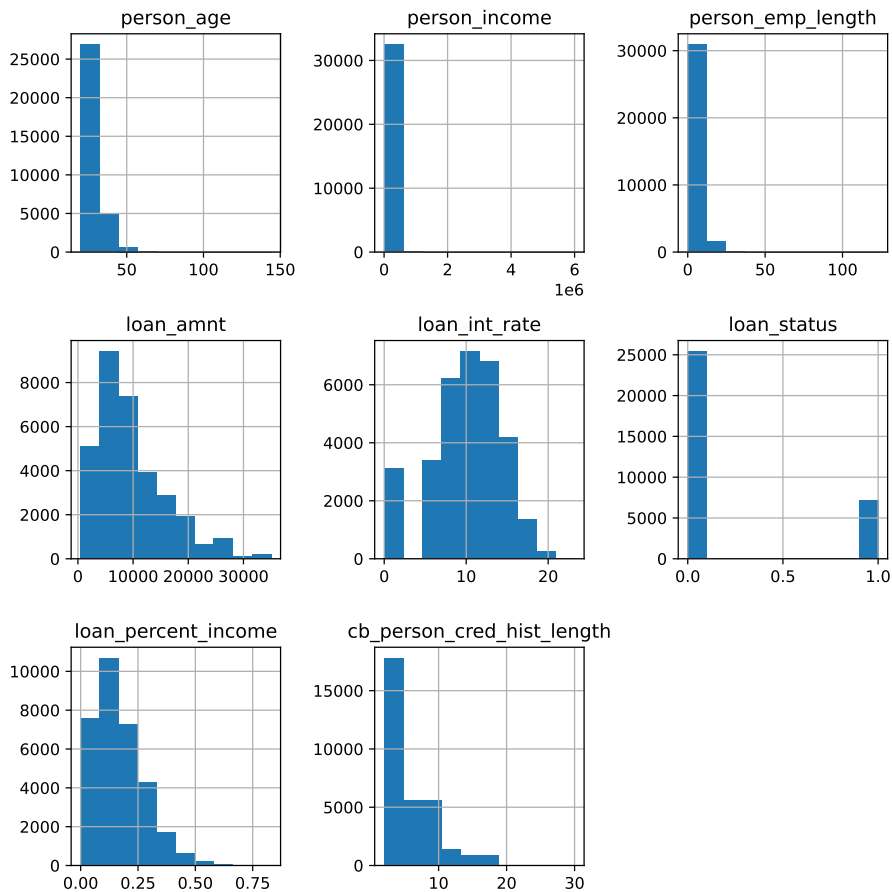 person_age person_income person_emp_length
25000 20000 15000 10000 5000 0
50 100 150
30000 20000 10000 0
0 2 4 6
1e6
30000 25000 20000 15000 10000 5000 0
0 50 100
loan_amnt loan_int_rate loan_status
8000 6000 4000 2000 0
0 10000 20000 30000
6000 4000 2000 0
0 10 20
25000 20000 15000 10000 5000 0
0.0 0.5 1.0
loan_percent_income cb_person_cred_hist_length
10000 8000 6000 4000 2000 0
0.00 0.25 0.50 0.75
15000 10000 5000 0
10 20 30